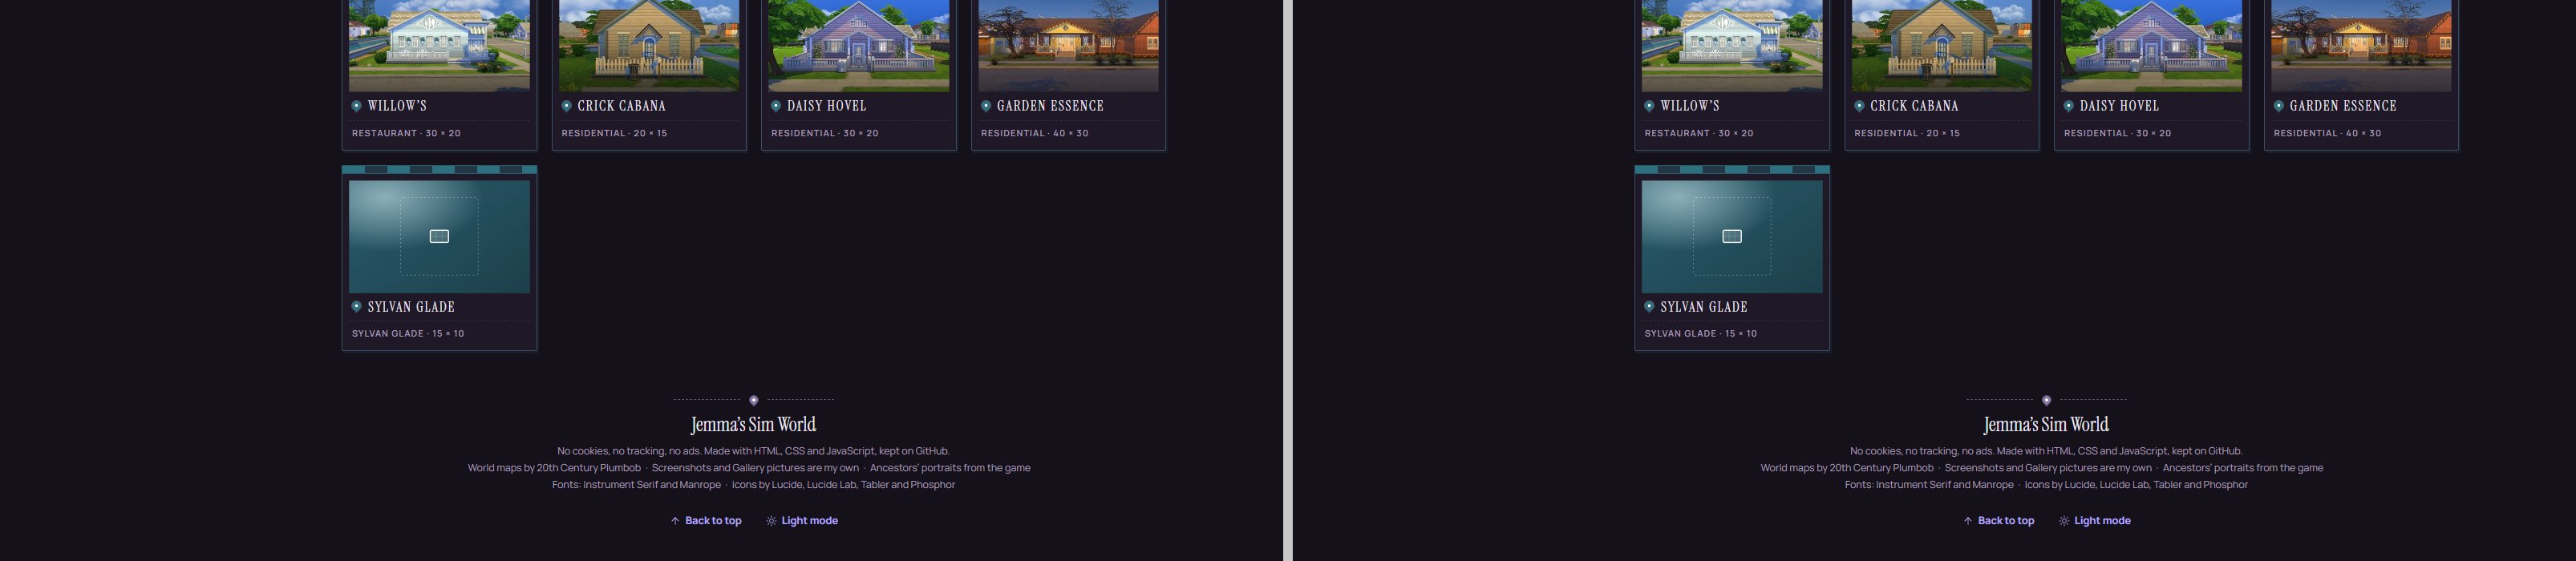 WILLOW'S
CRICK CABANA
DAISY HOVEL
GARDEN ESSENCE
RESTAURANT · 30 × 20
RESIDENTIAL · 20 × 15
RESIDENTIAL · 30 × 20
RESIDENTIAL · 40 × 30
SYLVAN GLADE
SYLVAN GLADE · 15 × 10
Jemma's Sim World
No cookies, no tracking, no ads. Made with HTML, CSS and JavaScript, kept on GitHub.
World maps by 20th Century Plumbob · Screenshots and Gallery pictures are my own · Ancestors' portraits from the game
Fonts: Instrument Serif and Manrope · Icons by Lucide, Lucide Lab, Tabler and Phosphor
Back to top
Light mode
WILLOW'S
CRICK CABANA
DAISY HOVEL
GARDEN ESSENCE
RESTAURANT · 30 × 20
RESIDENTIAL · 20 × 15
RESIDENTIAL · 30 × 20
RESIDENTIAL · 40 × 30
SYLVAN GLADE
SYLVAN GLADE · 15 × 10
Jemma's Sim World
No cookies, no tracking, no ads. Made with HTML, CSS and JavaScript, kept on GitHub.
World maps by 20th Century Plumbob · Screenshots and Gallery pictures are my own · Ancestors' portraits from the game
Fonts: Instrument Serif and Manrope · Icons by Lucide, Lucide Lab, Tabler and Phosphor
Back to top
Light mode